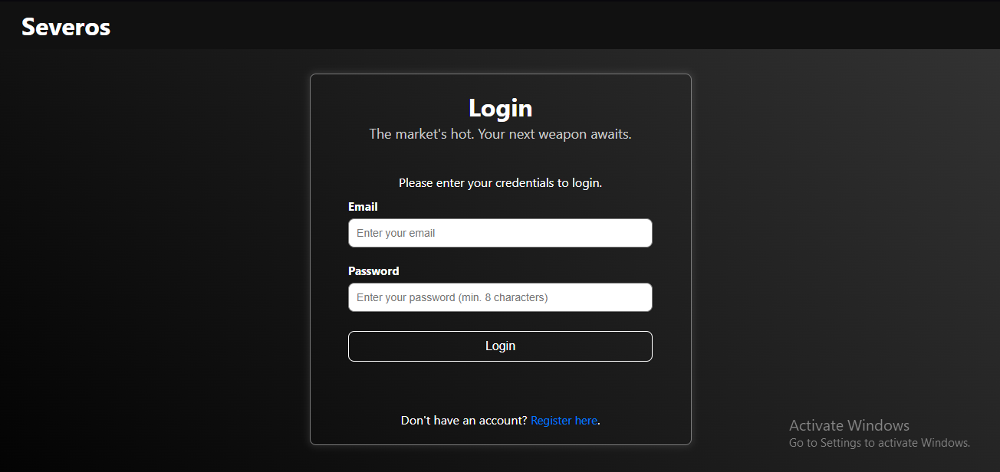 Severos
Login
The market's hot. Your next weapon awaits.
Please enter your credentials to login.
Email
Enter your email
Password
Enter your password (min. 8 characters)
Login
Don't have an account? Register here.
Activate Windows
Go to Settings to activate Windows.